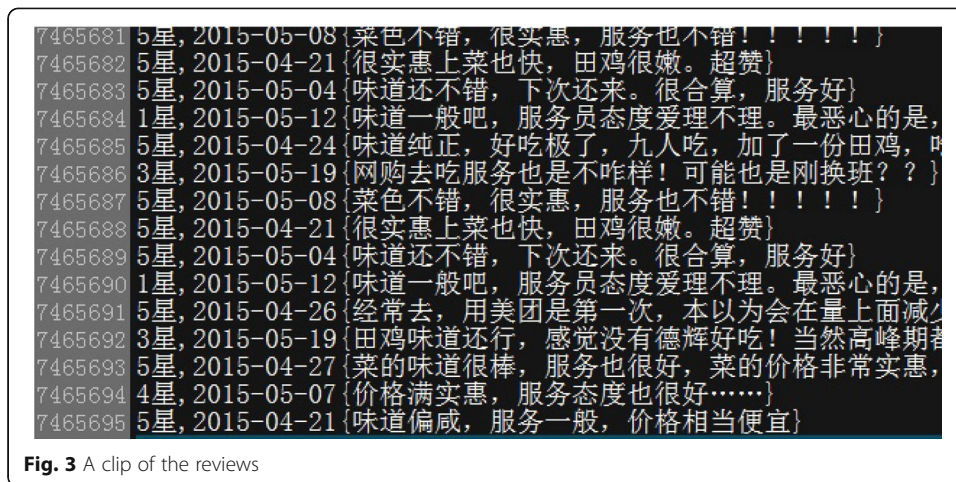 7465681 5星,2015-05-08{菜色不错，很实惠，服务也不错！！！！！}
7465682 5星,2015-04-21{很实惠上菜也快，田鸡很嫩。超赞}
7465683 5星,2015-05-04{味道还不错，下次还来。很合算，服务好}
7465684 1星,2015-05-12{味道一般吧，服务员态度爱理不理。最恶心的是，
7465685 5星,2015-04-24{味道纯正，好吃极了，九人吃，加了一份田鸡，
7465686 3星,2015-05-19{网购去吃服务也是不咋样！可能也是刚换班？？}
7465687 5星,2015-05-08{菜色不错，很实惠，服务也不错！！！！！}
7465688 5星,2015-04-21{很实惠上菜也快，田鸡很嫩。超赞}
7465689 5星,2015-05-04{味道还不错，下次还来。很合算，服务好}
7465690 1星,2015-05-12{味道一般吧，服务员态度爱理不理。最恶心的是，
7465691 5星,2015-04-26{经常去，用美团是第一次，本以为会在量上面减少
7465692 3星,2015-05-19{田鸡味道还行，感觉没有德辉好吃！当然高峰期都
7465693 5星,2015-04-27{菜的味道很棒，服务也很好，菜的价格非常实惠，
7465694 4星,2015-05-07{价格满实惠，服务态度也很好……}
7465695 5星,2015-04-21{味道偏咸，服务一般，价格相当便宜}
Fig. 3 A clip of the reviews